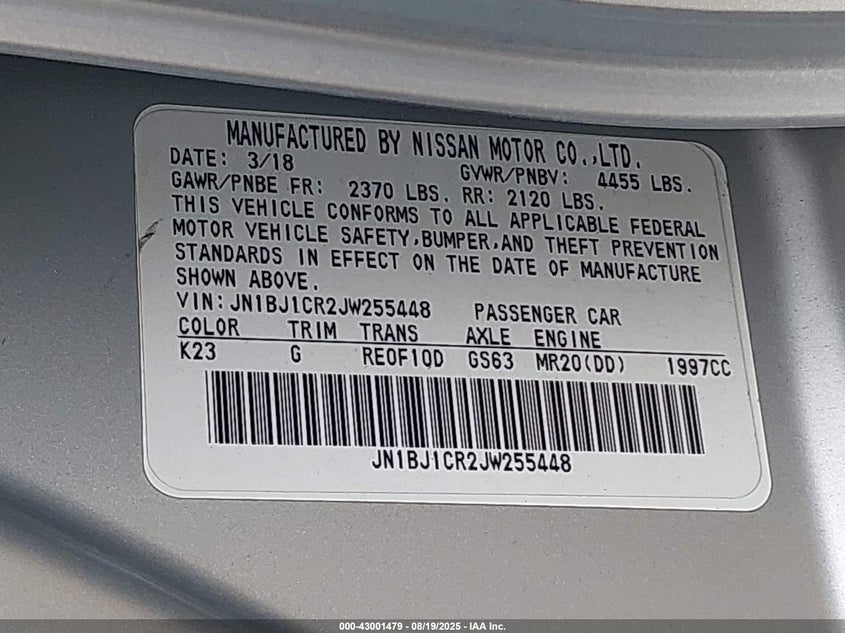 MANUFACTURED BY NISSAN MOTOR CO.,LTD.
DATE: 3/18 GVWR/PNBV: 4455 LBS.
GAWR/PNBE FR: 2370 LBS. RR: 2120 LBS.
THIS VEHICLE CONFORMS TO ALL APPLICABLE FEDERAL
MOTOR VEHICLE SAFETY,BUMPER,AND THEFT PREVENTION
STANDARDS IN EFFECT ON THE DATE OF MANUFACTURE
SHOWN ABOVE.
VIN:JN1BJ1CR2JW255448 PASSENGER CAR
COLOR TRIM TRANS AXLE ENGINE
K23 G RE0F10D GS63 MR20(DD) 1997CC
JN1BJ1CR2JW255448
000-43001479 - 08/19/2025 - IAA Inc.